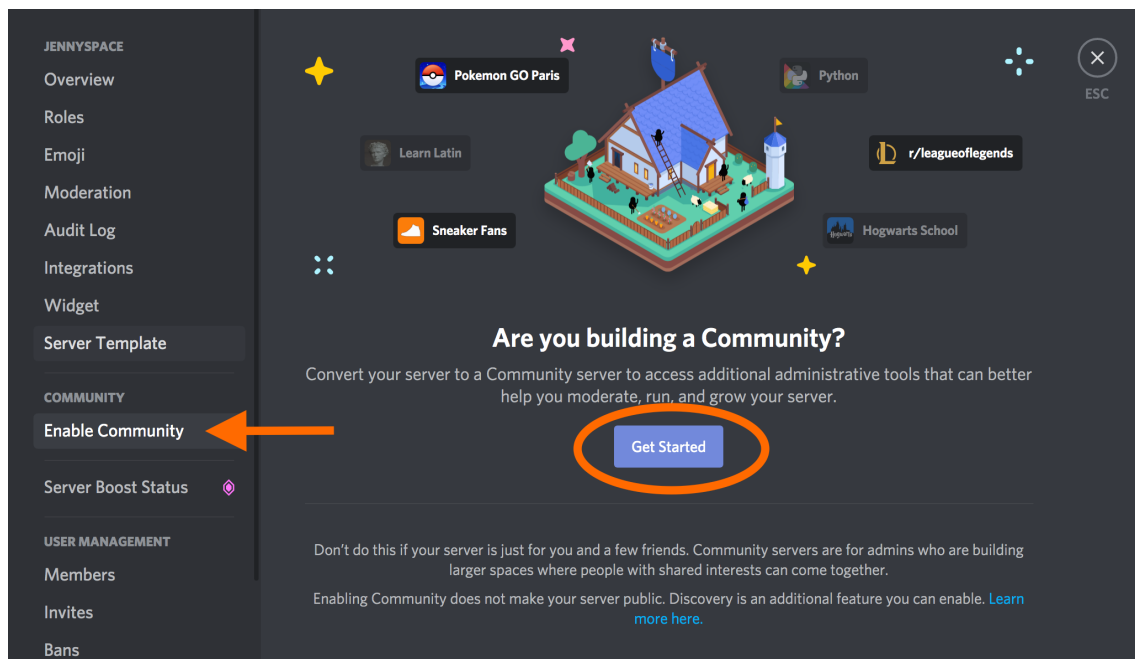 JENNYSPACE
Overview
Roles
Emoji
Moderation
Audit Log
Integrations
Widget
Server Template
COMMUNITY
Enable Community
Server Boost Status
USER MANAGEMENT
Members
Invites
Bans
Pokemon GO Paris
Python
ESC
Learn Latin
r/leagueoflegends
Sneaker Fans
Hogwarts
Hogwarts School
Are you building a Community?
Convert your server to a Community server to access additional administrative tools that can better
help you moderate, run, and grow your server.
Get Started
Don't do this if your server is just for you and a few friends. Community servers are for admins who are building
larger spaces where people with shared interests can come together.
Enabling Community does not make your server public. Discovery is an additional feature you can enable. Learn
more here.